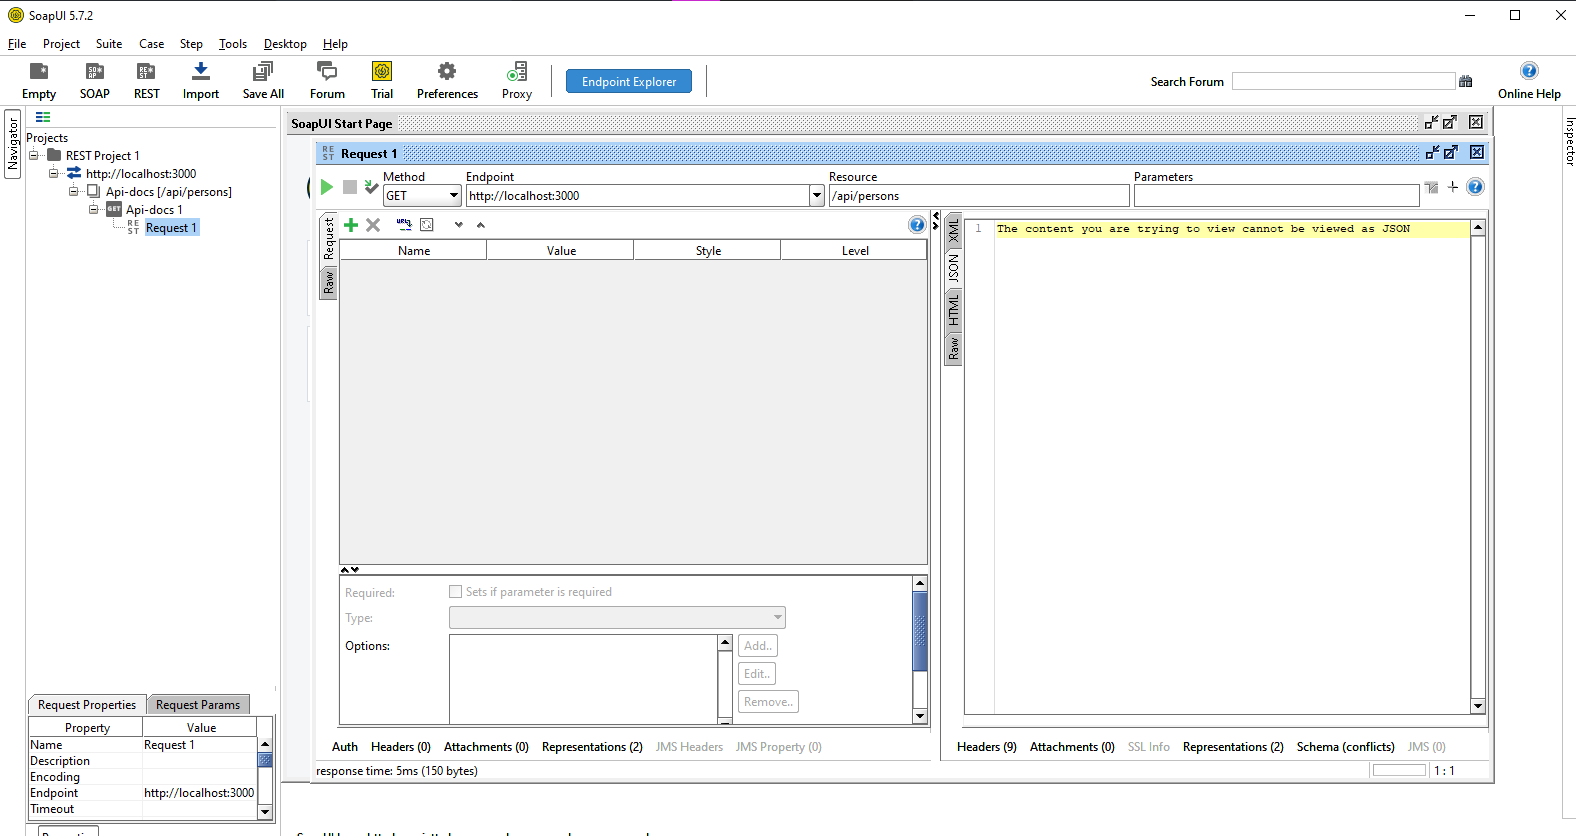 SoapUI 5.7.2
File Project Suite Case Step Tools Desktop Help
Empty SOAP REST Import Save All Forum Trial Preferences Proxy Endpoint Explorer Search Forum Online Help
Navigator
Projects
REST Project 1
http://localhost:3000
Api-docs [/api/persons]
GET Api-docs 1
REST Request 1
SoapUI Start Page
REST Request 1
Method Endpoint Resource Parameters
GET http://localhost:3000 /api/persons
Request
Raw
Name Value Style Level
Required: Sets if parameter is required
Type:
Options:
Add..
Edit..
Remove..
Auth Headers (0) Attachments (0) Representations (2) JMS Headers JMS Property (0)
response time: 5ms (150 bytes)
XML
JSON
HTML
Raw
1 The content you are trying to view cannot be viewed as JSON
Headers (9) Attachments (0) SSL Info Representations (2) Schema (conflicts) JMS (0)
1 : 1
Inspector
Request Properties Request Params
Property Value
Name Request 1
Description
Encoding
Endpoint http://localhost:3000
Timeout